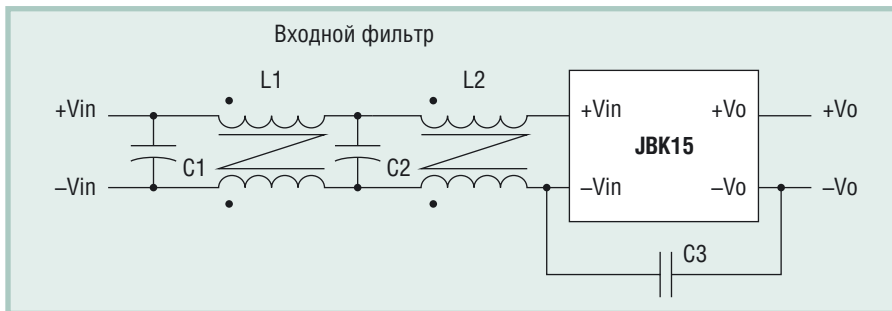 Входной фильтр
L1
L2
+Vin
+Vin
+Vo
+Vo
JBK15
C1
C2
–Vin
–Vin
–Vo
–Vo
C3